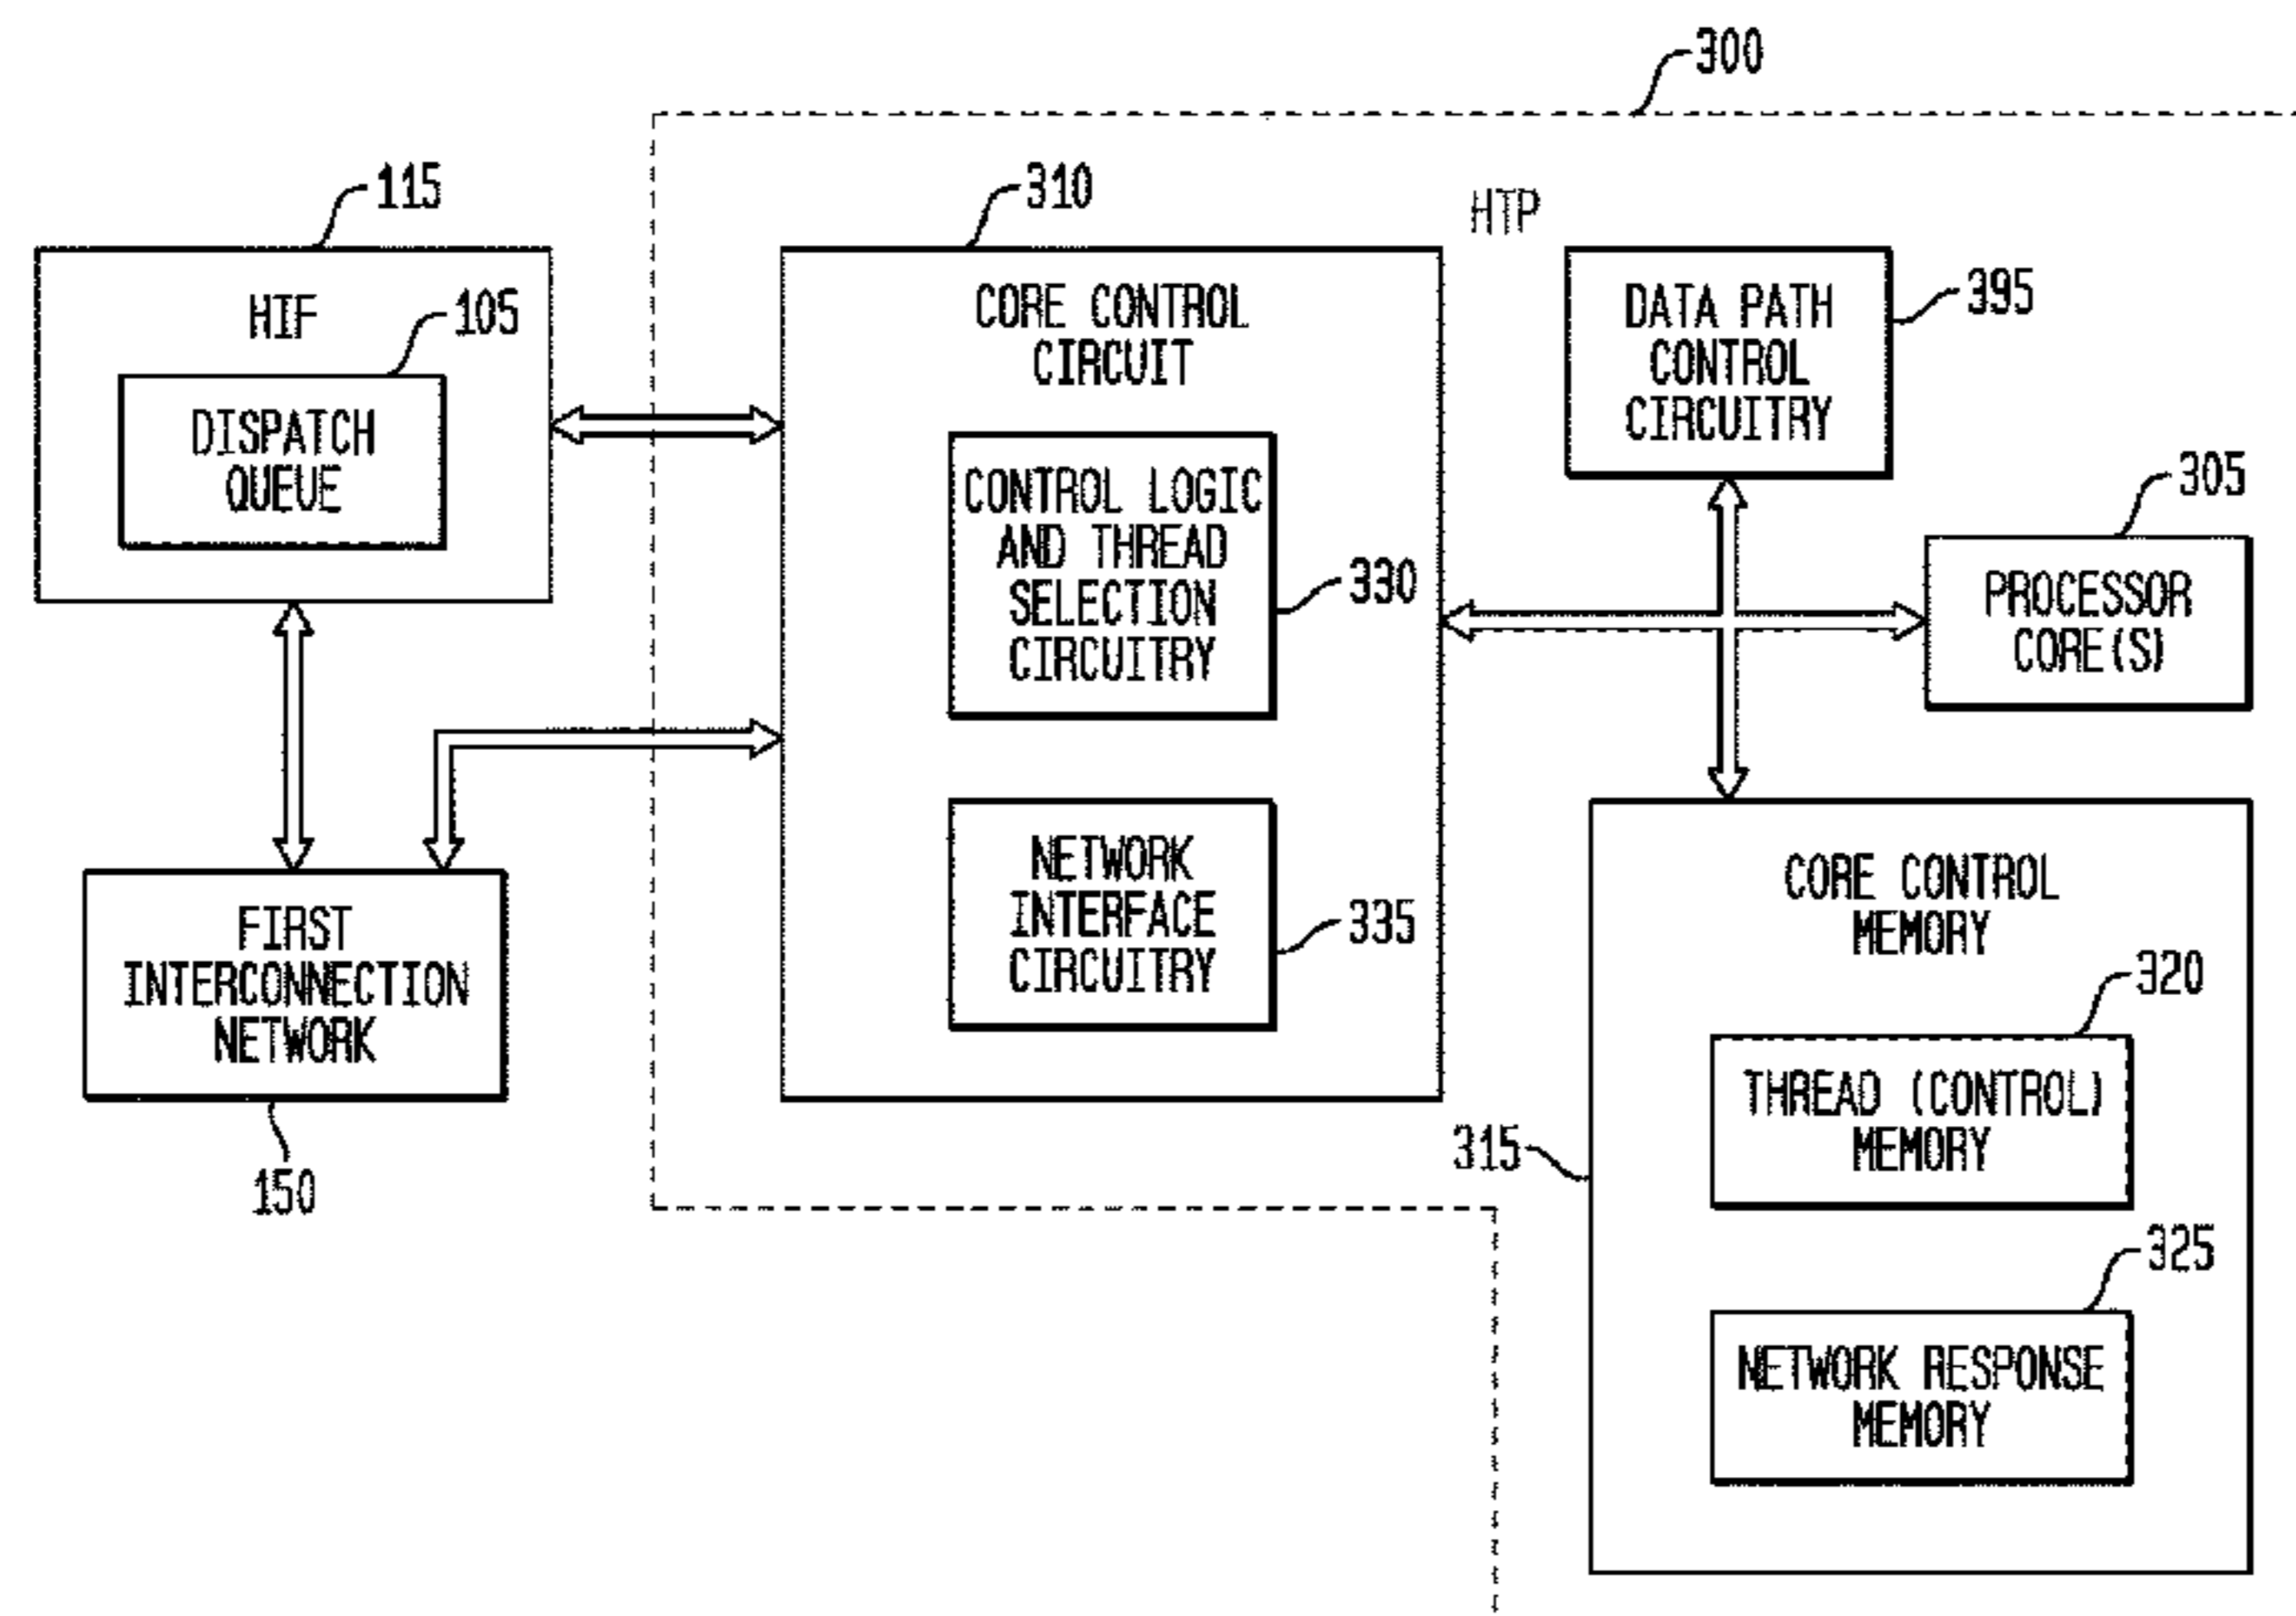 300
115
HIF
105
DISPATCH
QUEUE
310
CORE CONTROL
CIRCUIT
CONTROL LOGIC
AND THREAD
SELECTION
CIRCUITRY
330
NETWORK
INTERFACE
CIRCUITRY
335
HTP
DATA PATH
CONTROL
CIRCUITRY
395
305
PROCESSOR
CORE(S)
FIRST
INTERCONNECTION
NETWORK
150
315
CORE CONTROL
MEMORY
320
THREAD (CONTROL)
MEMORY
325
NETWORK RESPONSE
MEMORY